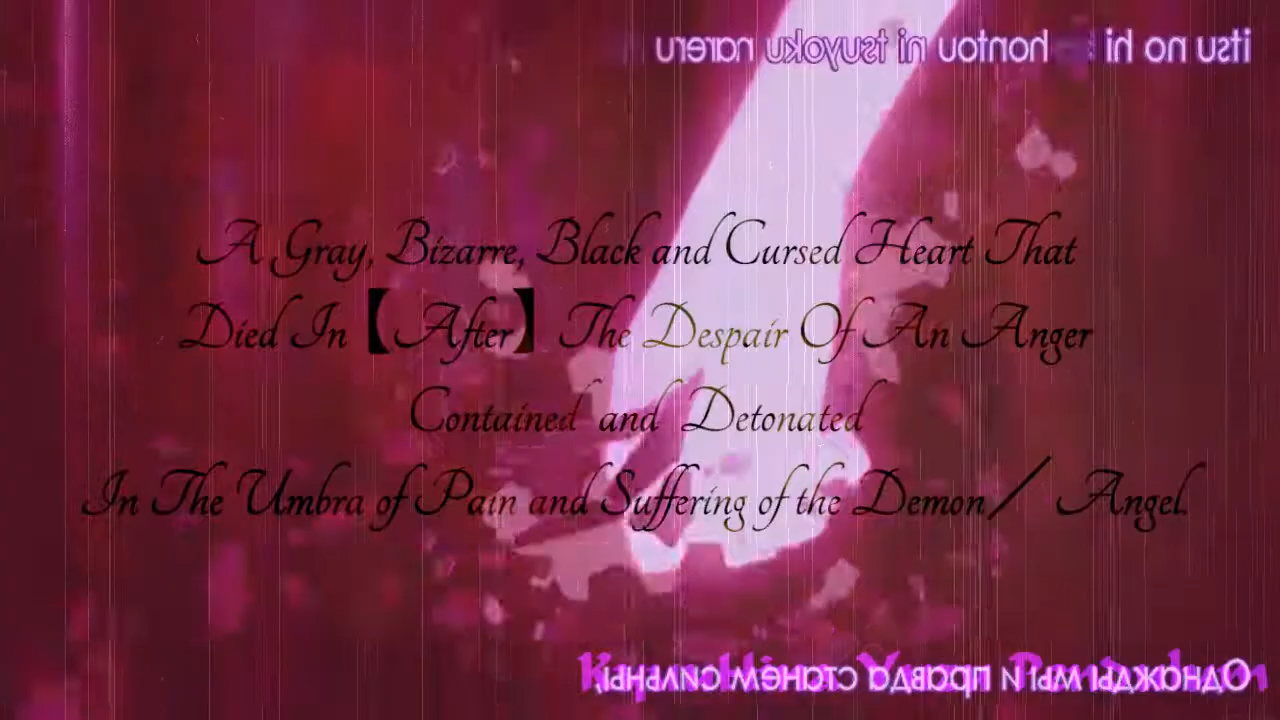 itsu no hi hontou ni tsuyoku nareru
A Gray, Bizarre, Black and Cursed Heart That
Died In【After】The Despair Of An Anger
Contained and Detonated
In The Umbra of Pain and Suffering of the Demon/ Angel.
Однажды мы и правда станем сильны,